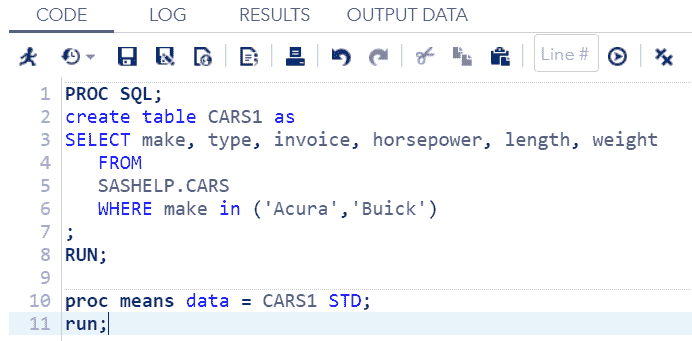 CODE LOG RESULTS OUTPUT DATA
Line #
1 PROC SQL;
2 create table CARS1 as
3 SELECT make, type, invoice, horsepower, length, weight
4 FROM
5 SASHELP.CARS
6 WHERE make in ('Acura','Buick')
7 ;
8 RUN;
9
10 proc means data = CARS1 STD;
11 run;